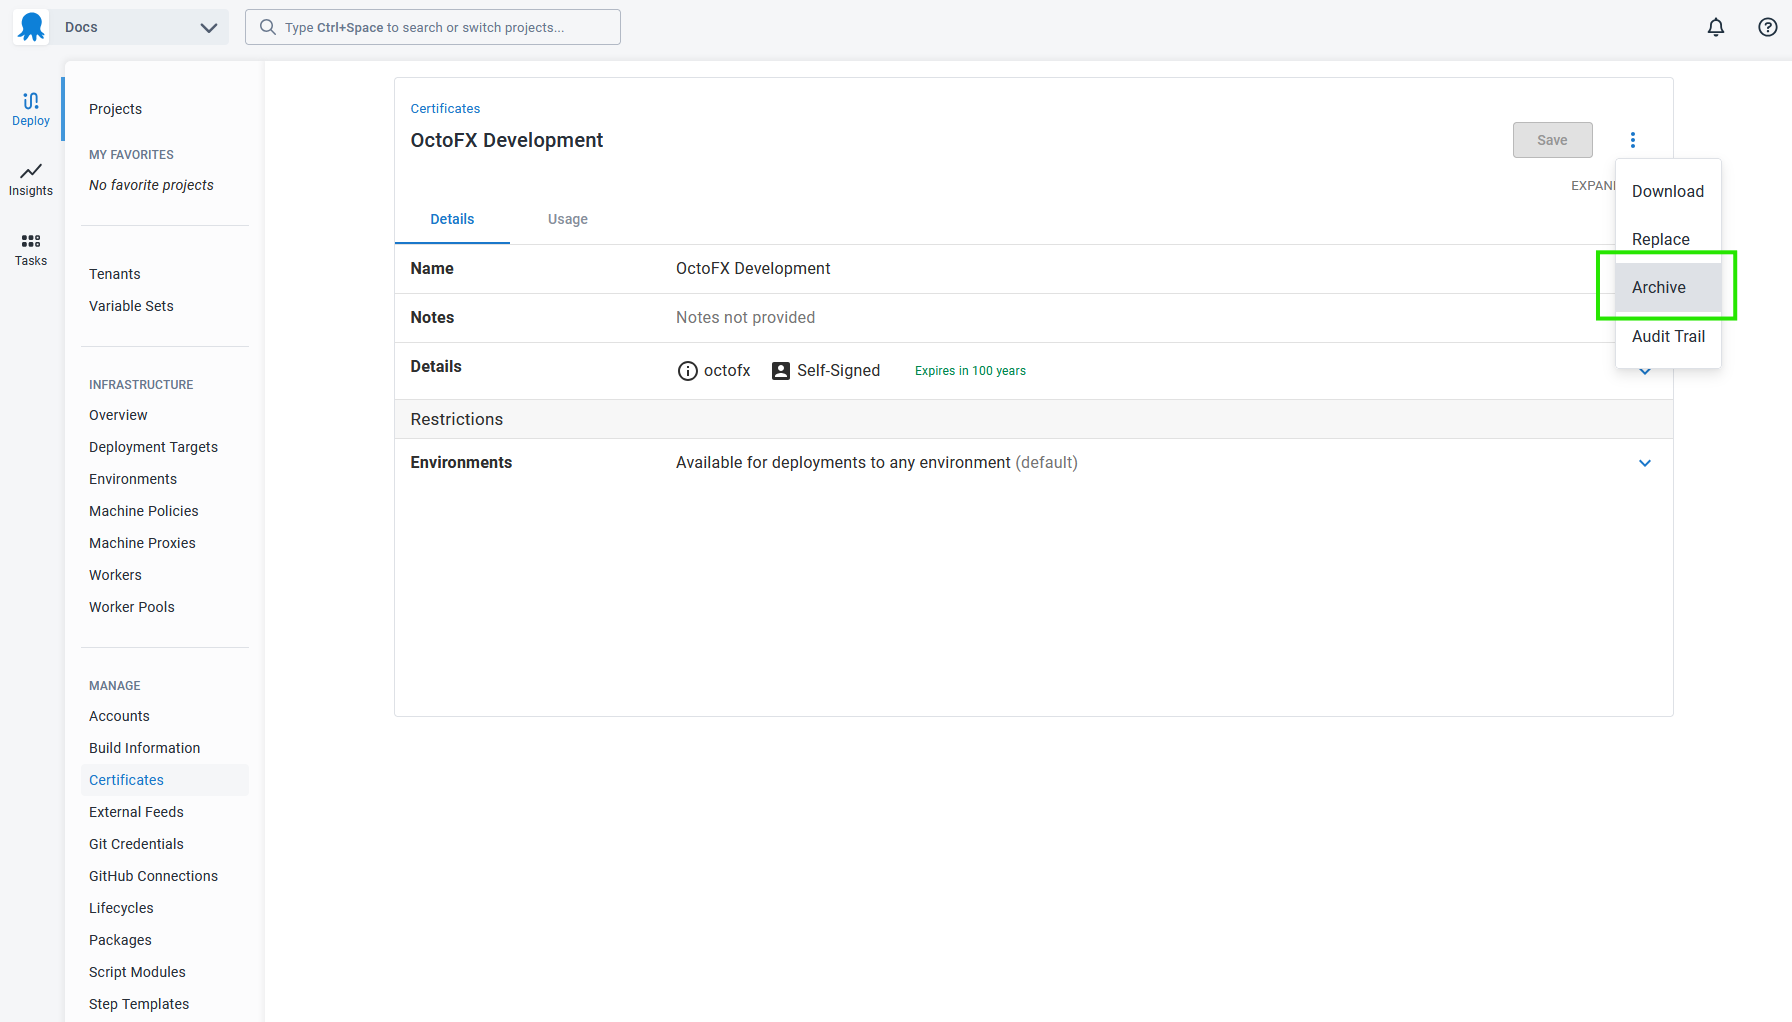 Docs
Type Ctrl+Space to search or switch projects...
Deploy
Insights
Tasks
Projects
MY FAVORITES
No favorite projects
Tenants
Variable Sets
INFRASTRUCTURE
Overview
Deployment Targets
Environments
Machine Policies
Machine Proxies
Workers
Worker Pools
MANAGE
Accounts
Build Information
Certificates
External Feeds
Git Credentials
GitHub Connections
Lifecycles
Packages
Script Modules
Step Templates
Certificates
OctoFX Development
Save
EXPAN
Download
Replace
Archive
Audit Trail
Details Usage
Name OctoFX Development
Notes Notes not provided
Details octofx Self-Signed Expires in 100 years
Restrictions
Environments Available for deployments to any environment (default)